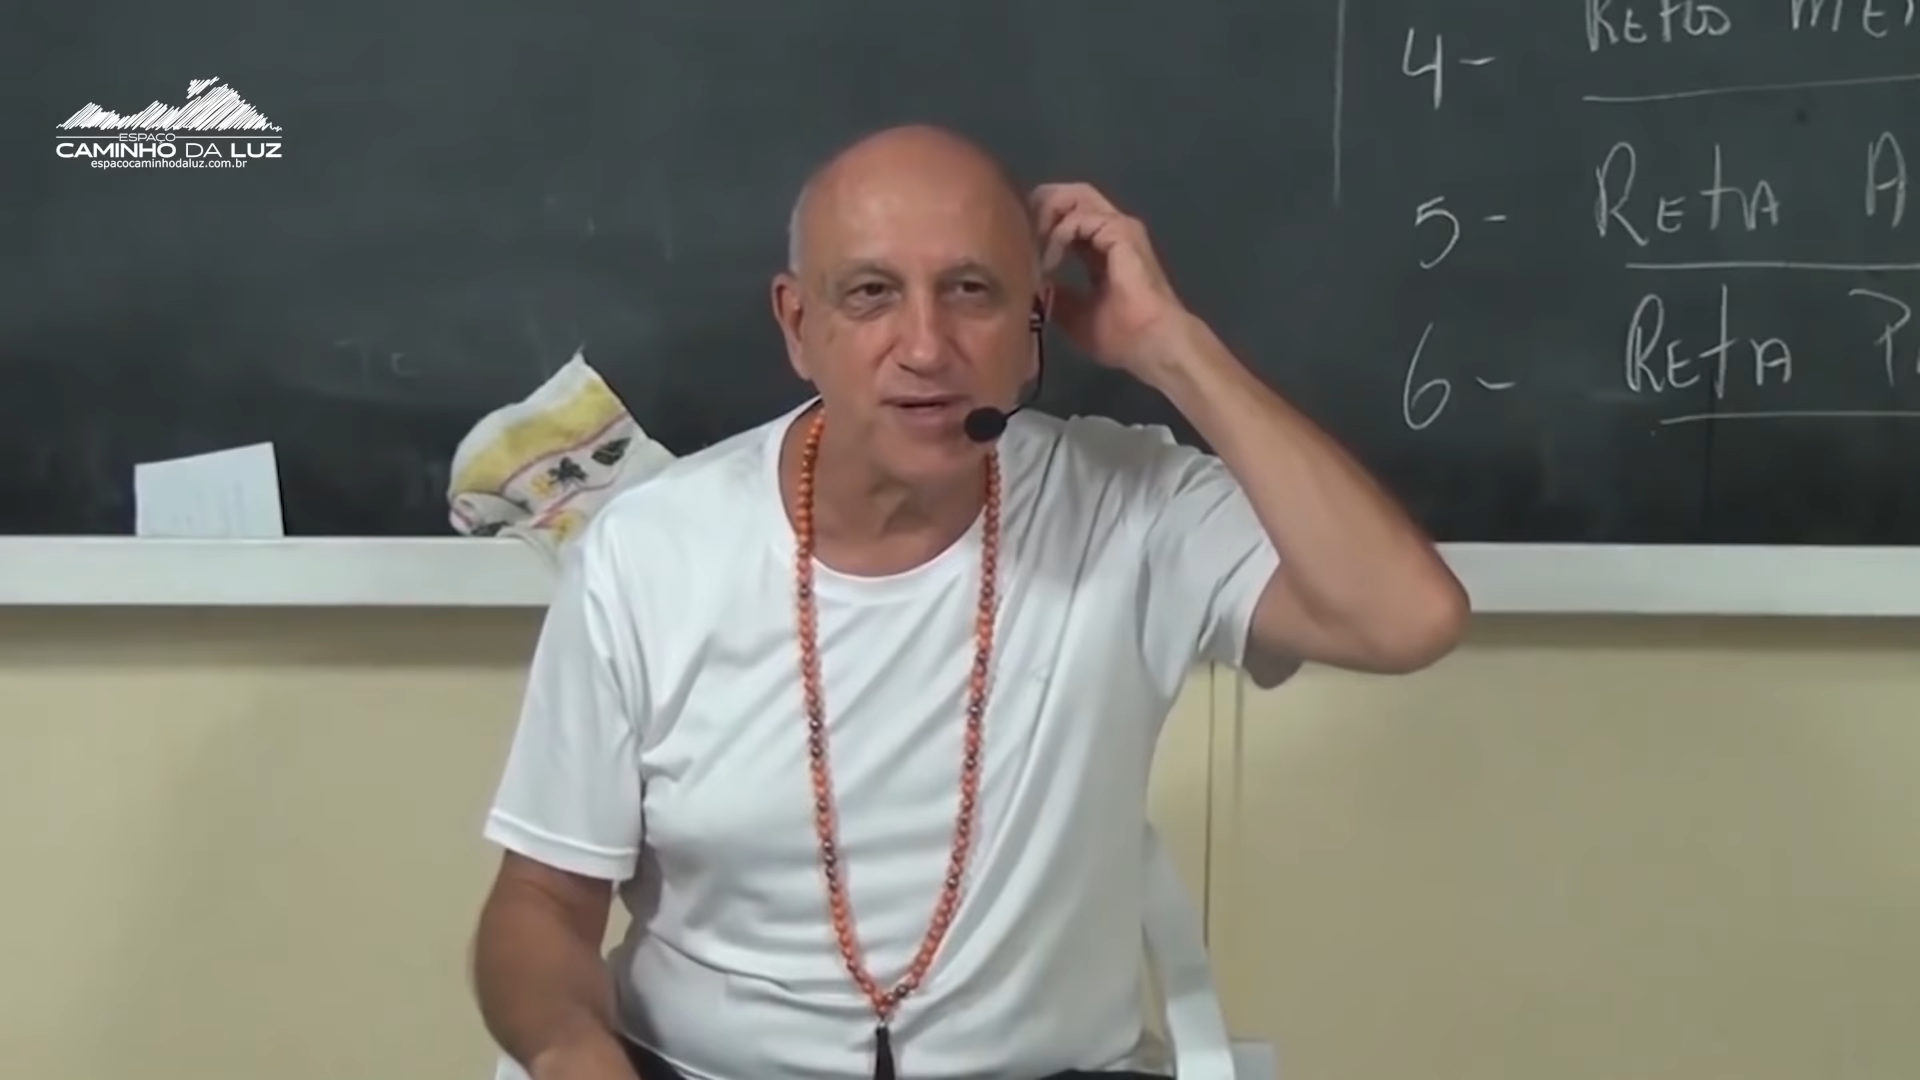 ESPAÇO
CAMINHO DA LUZ
espacocaminhodaluz.com.br
4-
5- RETA
6- RETA